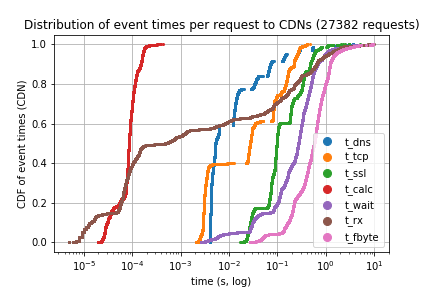 Distribution of event times per request to CDNs (27382 requests)
CDF of event times (CDN)
1.0
0.8
0.6
0.4
0.2
0.0
t_dns
t_tcp
t_ssl
t_calc
t_wait
t_rx
t_fbyte
10⁻⁵ 10⁻⁴ 10⁻³ 10⁻² 10⁻¹ 10⁰ 10¹
time (s, log)